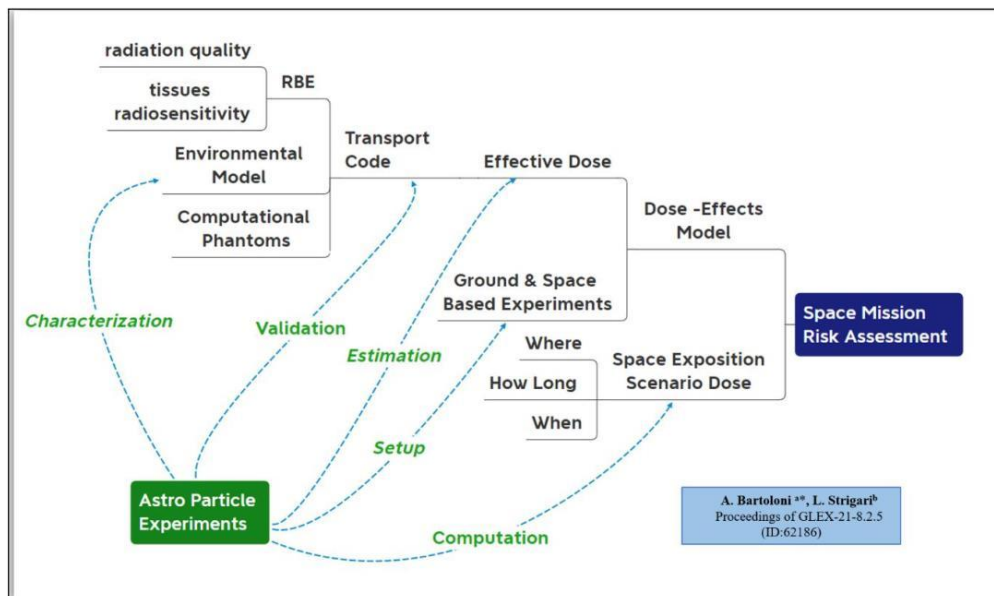 radiation quality
tissues
radiosensitivity
RBE
Environmental
Model
Computational
Phantoms
Transport
Code
Effective Dose
Dose -Effects
Model
Ground & Space
Based Experiments
Where
How Long
When
Space Exposition
Scenario Dose
Space Mission
Risk Assessment
Characterization
Validation
Estimation
Setup
Computation
Astro Particle
Experiments
A. Bartoloni a*, L. Strigari b
Proceedings of GLEX-21-8.2.5
(ID:62186)